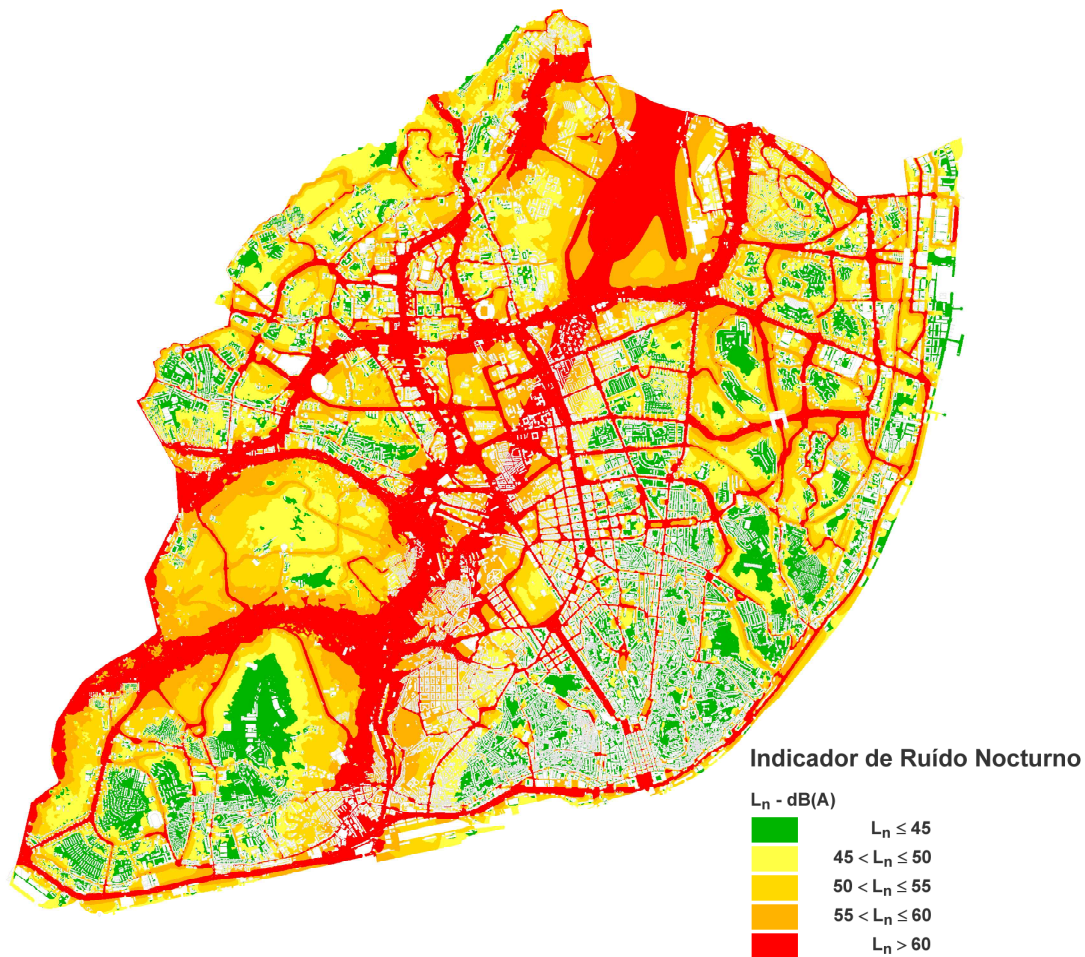 Indicador de Ruído Nocturno
Ln - dB(A)
Ln ≤ 45
45 < Ln ≤ 50
50 < Ln ≤ 55
55 < Ln ≤ 60
Ln > 60